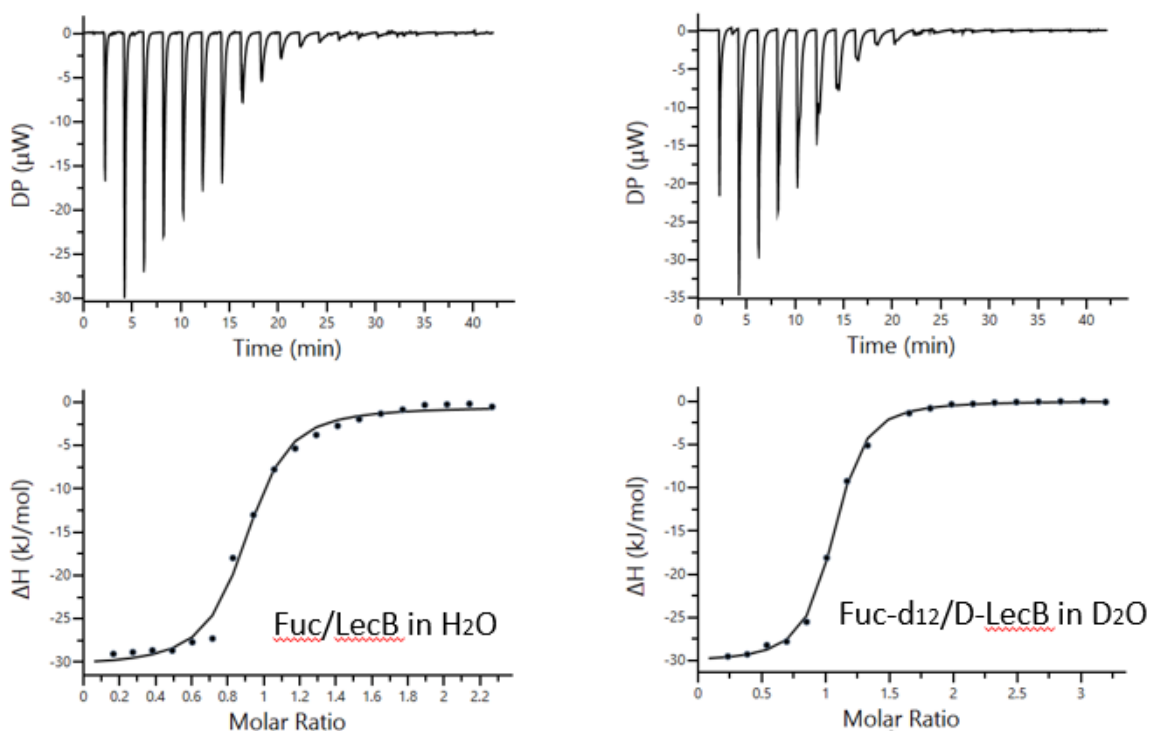 0
-5
-10
-15
-20
-25
-30
DP (µW)
0 5 10 15 20 25 30 35 40
Time (min)
0
-5
-10
-15
-20
-25
-30
-35
DP (µW)
0 5 10 15 20 25 30 35 40
Time (min)
0
-5
-10
-15
-20
-25
-30
ΔH (kJ/mol)
Fuc/LecB in H2O
0 0.2 0.4 0.6 0.8 1 1.2 1.4 1.6 1.8 2 2.2
Molar Ratio
0
-5
-10
-15
-20
-25
-30
ΔH (kJ/mol)
Fuc-d12/D-LecB in D2O
0 0.5 1 1.5 2 2.5 3
Molar Ratio